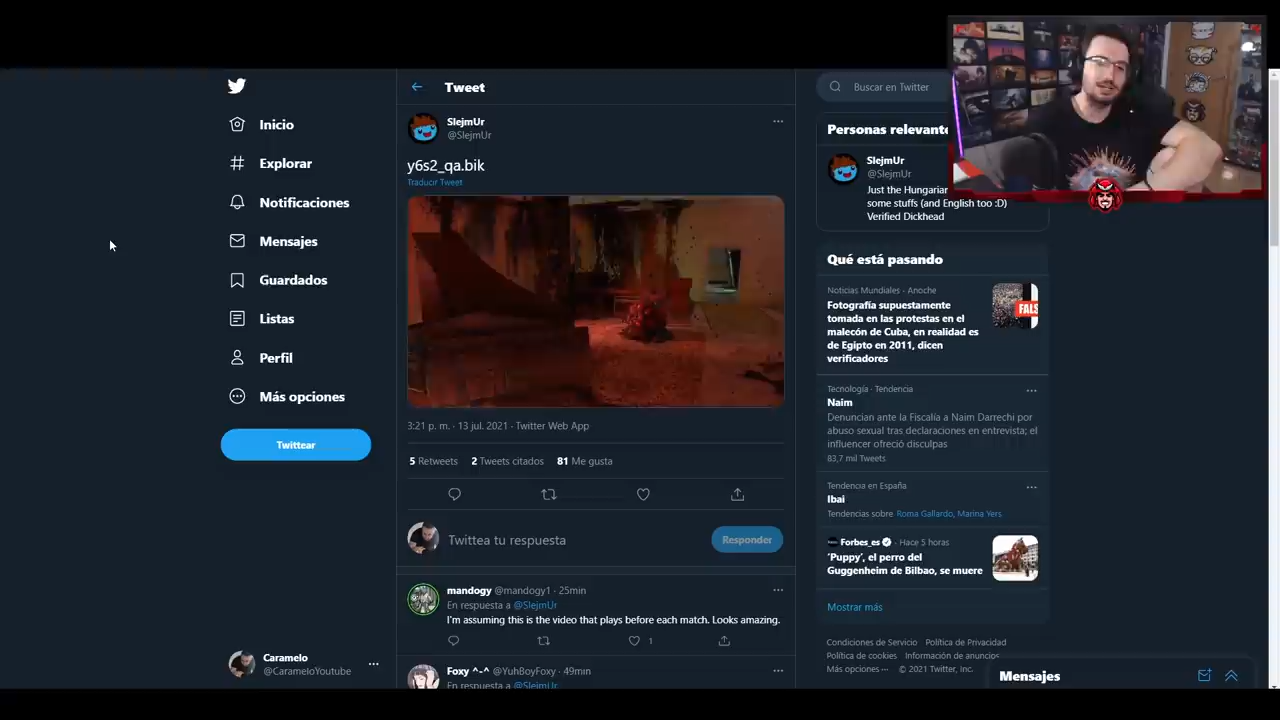 Inicio
Explorar
Notificaciones
Mensajes
Guardados
Listas
Perfil
Más opciones
Twittear
Caramelo
@CarameloYoutube
Tweet
SlejmUr
@SlejmUr
y6s2_qa.bik
Traducir Tweet
3:21 p. m. · 13 jul. 2021 · Twitter Web App
5 Retweets 2 Tweets citados 81 Me gusta
Twittea tu respuesta
Responder
mandogy @mandogy1 · 25min
En respuesta a @SlejmUr
I'm assuming this is the video that plays before each match. Looks amazing.
1
Foxy ^-^ @YuhBoyFoxy · 49min
En respuesta a @SlejmUr
Buscar en Twitter
Personas relevante
SlejmUr
@SlejmUr
Just the Hungarian
some stuffs (and English too :D)
Verified Dickhead
Qué está pasando
Noticias Mundiales · Anoche
Fotografía supuestamente
tomada en las protestas en el
malecón de Cuba, en realidad es
de Egipto en 2011, dicen
verificadores
FALS
Tecnología · Tendencia
Naim
Denuncian ante la Fiscalía a Naim Darrechi por
abuso sexual tras declaraciones en entrevista; el
influencer ofreció disculpas
83,7 mil Tweets
Tendencia en España
Ibai
Tendencias sobre Roma Gallardo, Marina Yers
Forbes_es · Hace 5 horas
'Puppy', el perro del
Guggenheim de Bilbao, se muere
Mostrar más
Condiciones de Servicio Política de Privacidad
Política de cookies Información de anuncios
Más opciones ··· © 2021 Twitter, Inc.
Mensajes